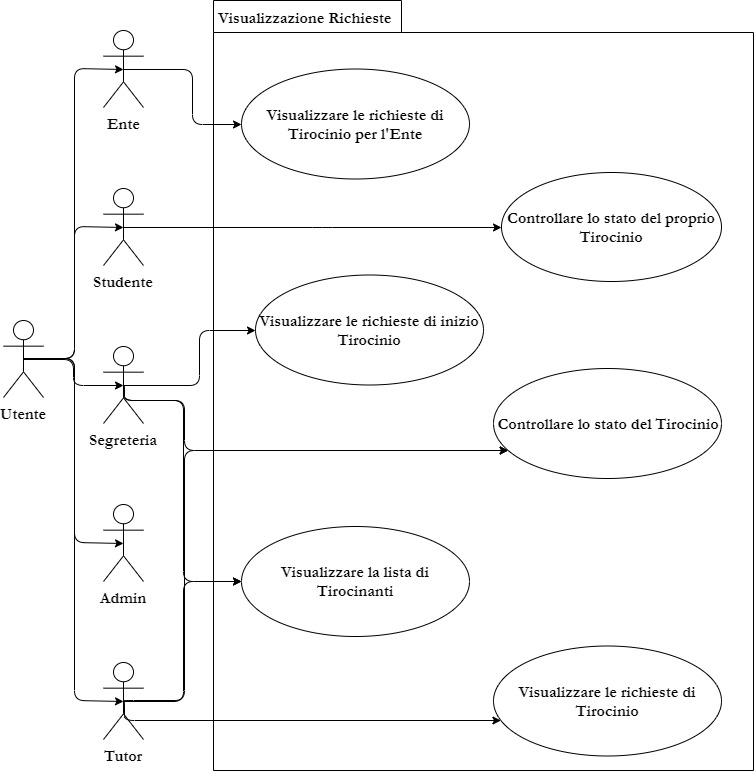 Visualizzazione Richieste
Ente
Visualizzare le richieste di
Tirocinio per l'Ente
Studente
Controllare lo stato del proprio
Tirocinio
Utente
Segreteria
Visualizzare le richieste di inizio
Tirocinio
Controllare lo stato del Tirocinio
Admin
Visualizzare la lista di
Tirocinanti
Tutor
Visualizzare le richieste di
Tirocinio